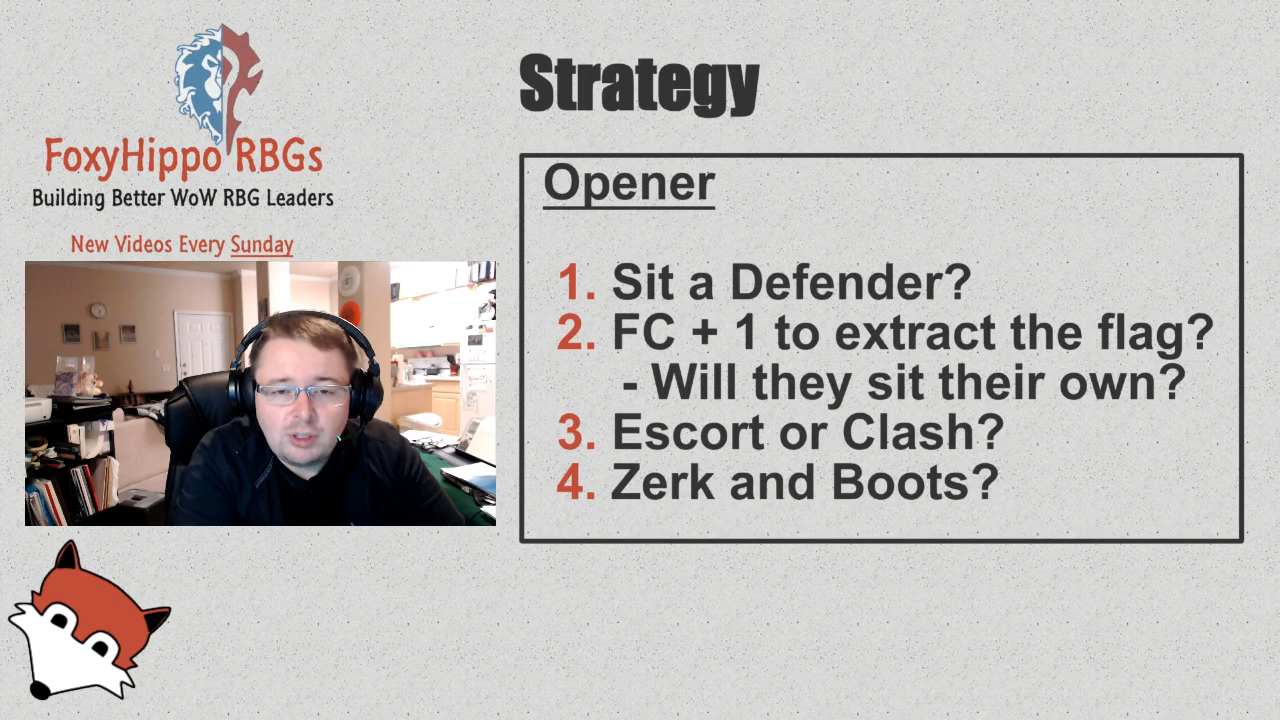 FoxyHippo RBGs
Building Better WoW RBG Leaders
New Videos Every Sunday
Strategy
Opener
1. Sit a Defender?
2. FC + 1 to extract the flag?
- Will they sit their own?
3. Escort or Clash?
4. Zerk and Boots?